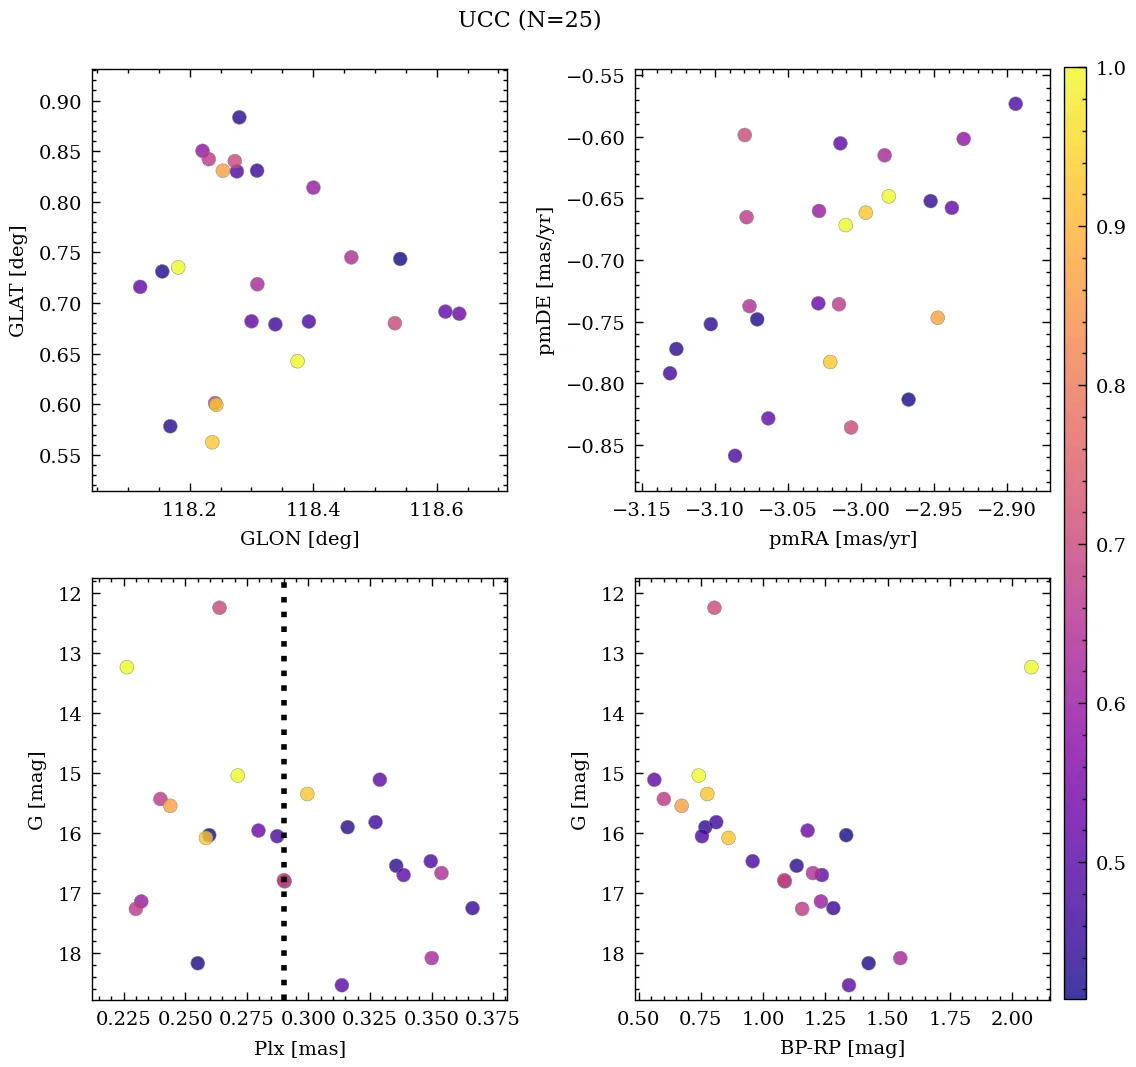 UCC (N=25)
0.90
0.85
0.80
0.75
0.70
0.65
0.60
0.55
GLAT [deg]
118.2 118.4 118.6
GLON [deg]
−0.55
−0.60
−0.65
−0.70
−0.75
−0.80
−0.85
pmDE [mas/yr]
−3.15 −3.10 −3.05 −3.00 −2.95 −2.90
pmRA [mas/yr]
1.0
0.9
0.8
0.7
0.6
0.5
12
13
14
15
16
17
18
G [mag]
0.225 0.250 0.275 0.300 0.325 0.350 0.375
Plx [mas]
12
13
14
15
16
17
18
G [mag]
0.50 0.75 1.00 1.25 1.50 1.75 2.00
BP-RP [mag]